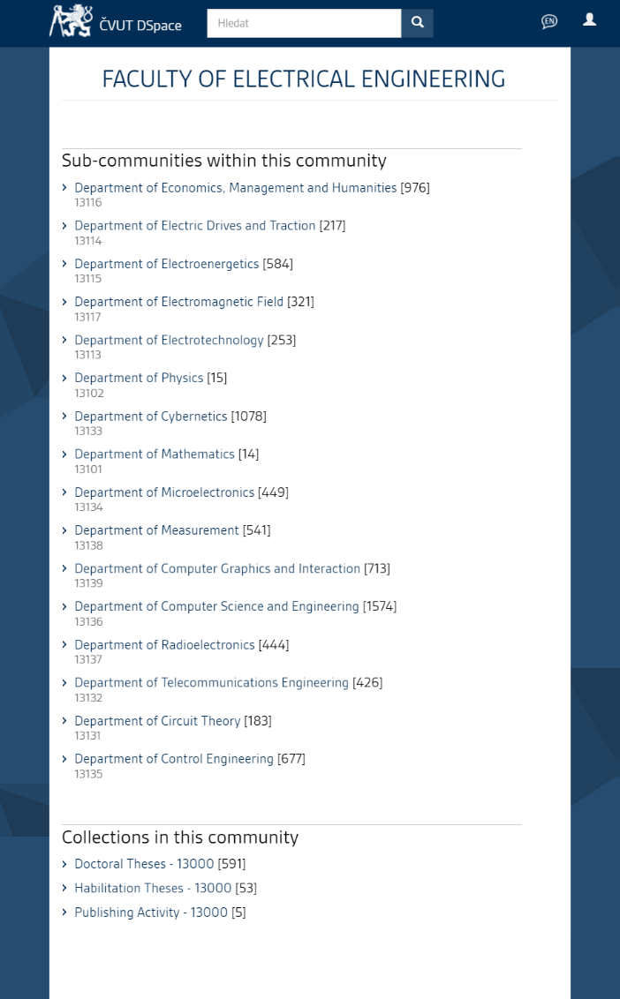 ČVUT DSpace
Hledat
EN
FACULTY OF ELECTRICAL ENGINEERING
Sub-communities within this community
Department of Economics, Management and Humanities [976]
13116
Department of Electric Drives and Traction [217]
13114
Department of Electroenergetics [584]
13115
Department of Electromagnetic Field [321]
13117
Department of Electrotechnology [253]
13113
Department of Physics [15]
13102
Department of Cybernetics [1078]
13133
Department of Mathematics [14]
13101
Department of Microelectronics [449]
13134
Department of Measurement [541]
13138
Department of Computer Graphics and Interaction [713]
13139
Department of Computer Science and Engineering [1574]
13136
Department of Radioelectronics [444]
13137
Department of Telecommunications Engineering [426]
13132
Department of Circuit Theory [183]
13131
Department of Control Engineering [677]
13135
Collections in this community
Doctoral Theses - 13000 [591]
Habilitation Theses - 13000 [53]
Publishing Activity - 13000 [5]